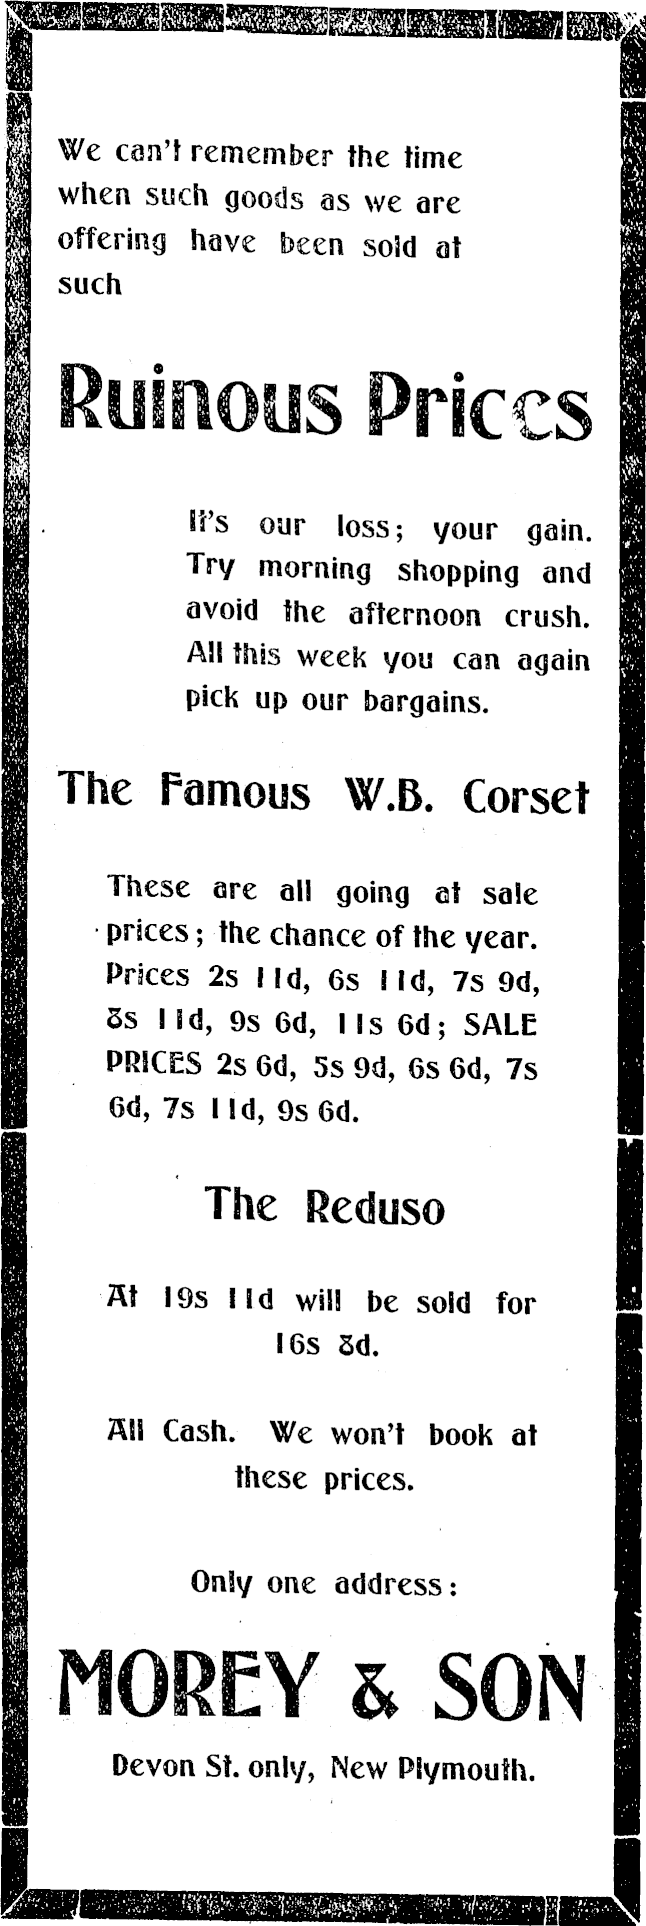 We can't remember the time
when such goods as we are
offering have been sold at
such
Ruinous Prices
It's our loss; your gain.
Try morning shopping and
avoid the afternoon crush.
All this week you can again
pick up our bargains.
The Famous W.B. Corset
These are all going at sale
prices; the chance of the year.
Prices 2s 11d, 6s 11d, 7s 9d,
8s 11d, 9s 6d, 11s 6d; SALE
PRICES 2s 6d, 5s 9d, 6s 6d, 7s
6d, 7s 11d, 9s 6d.
The Reduso
At 19s 11d will be sold for
16s 8d.
All Cash. We won't book at
these prices.
Only one address:
MOREY & SON
Devon St. only, New Plymouth.